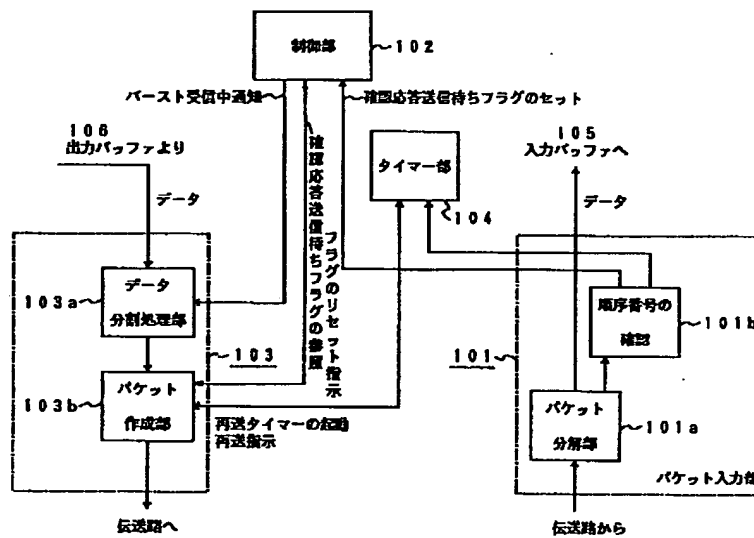 制御部
102
バースト受信中通知
確認応答送信待ちフラグのセット
106
出力バッファより
データ
確認応答送信待ちフラグの参照
フラグのリセット指示
タイマー部
104
105
入力バッファへ
データ
103a
データ
分割処理部
103
103b
パケット
作成部
再送タイマーの起動
再送指示
伝送路へ
順序番号の
確認
101b
101
パケット
分解部
101a
パケット入力部
伝送路から